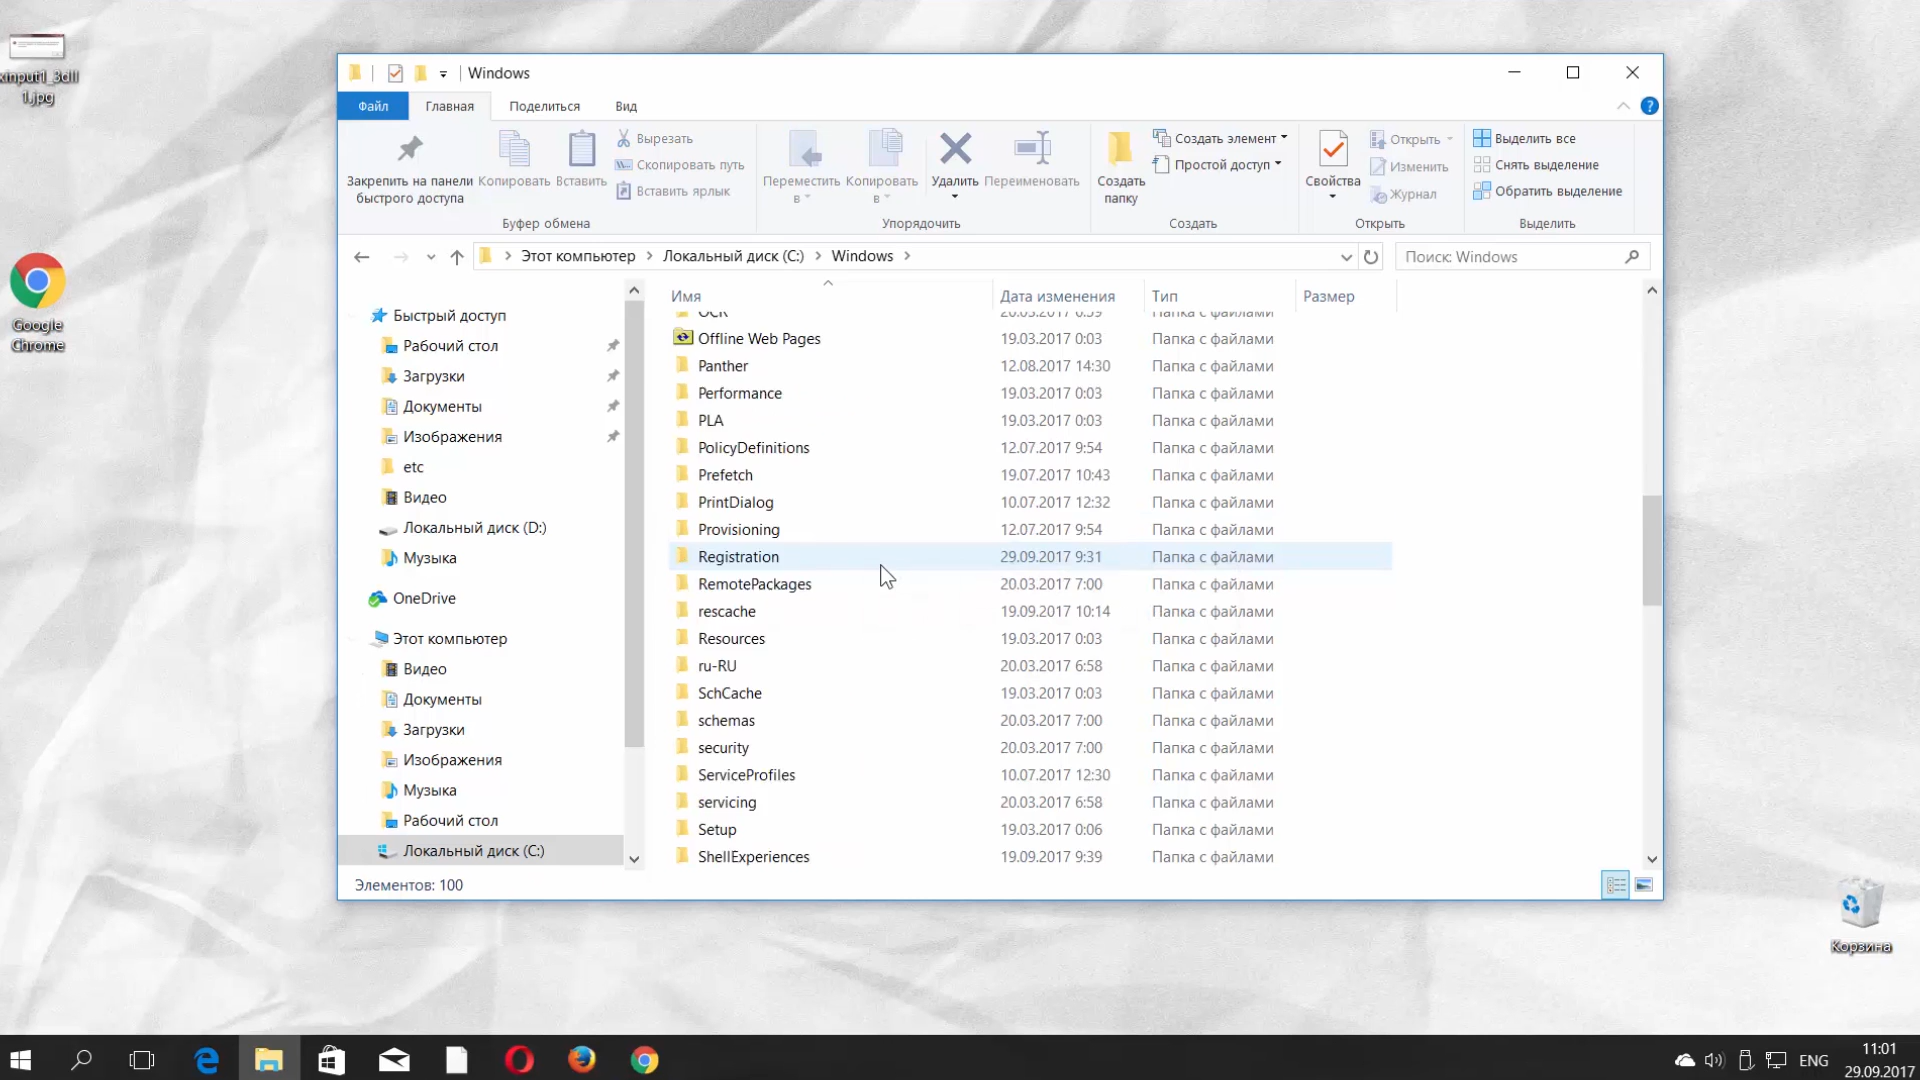 xinput1_3dll
1.jpg
Google
Chrome
Корзина
Windows
Файл
Главная
Поделиться
Вид
Закрепить на панели
быстрого доступа
Копировать
Вставить
Вырезать
Скопировать путь
Вставить ярлык
Буфер обмена
Переместить
в
Копировать
в
Удалить
Переименовать
Упорядочить
Создать
папку
Создать элемент
Простой доступ
Создать
Свойства
Открыть
Изменить
Журнал
Открыть
Выделить все
Снять выделение
Обратить выделение
Выделить
Этот компьютер
Локальный диск (C:)
Windows
Поиск: Windows
Быстрый доступ
Рабочий стол
Загрузки
Документы
Изображения
etc
Видео
Локальный диск (D:)
Музыка
OneDrive
Этот компьютер
Видео
Документы
Загрузки
Изображения
Музыка
Рабочий стол
Локальный диск (C:)
Имя Дата изменения Тип Размер
OCR 20.03.2017 6:59 Папка с файлами
Offline Web Pages 19.03.2017 0:03 Папка с файлами
Panther 12.08.2017 14:30 Папка с файлами
Performance 19.03.2017 0:03 Папка с файлами
PLA 19.03.2017 0:03 Папка с файлами
PolicyDefinitions 12.07.2017 9:54 Папка с файлами
Prefetch 19.07.2017 10:43 Папка с файлами
PrintDialog 10.07.2017 12:32 Папка с файлами
Provisioning 12.07.2017 9:54 Папка с файлами
Registration 29.09.2017 9:31 Папка с файлами
RemotePackages 20.03.2017 7:00 Папка с файлами
rescache 19.09.2017 10:14 Папка с файлами
Resources 19.03.2017 0:03 Папка с файлами
ru-RU 20.03.2017 6:58 Папка с файлами
SchCache 19.03.2017 0:03 Папка с файлами
schemas 20.03.2017 7:00 Папка с файлами
security 20.03.2017 7:00 Папка с файлами
ServiceProfiles 10.07.2017 12:30 Папка с файлами
servicing 20.03.2017 6:58 Папка с файлами
Setup 19.03.2017 0:06 Папка с файлами
ShellExperiences 19.09.2017 9:39 Папка с файлами
Элементов: 100
ENG
11:01
29.09.2017